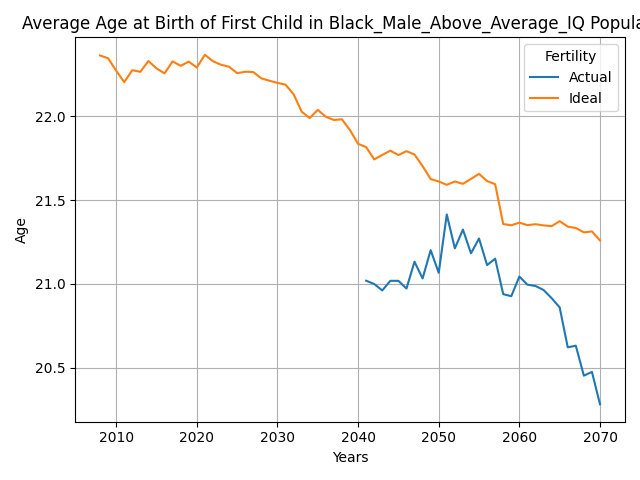 Average Age at Birth of First Child in Black_Male_Above_Average_IQ Popula
Fertility
Actual
Ideal
22.0
21.5
21.0
20.5
Age
2010 2020 2030 2040 2050 2060 2070
Years